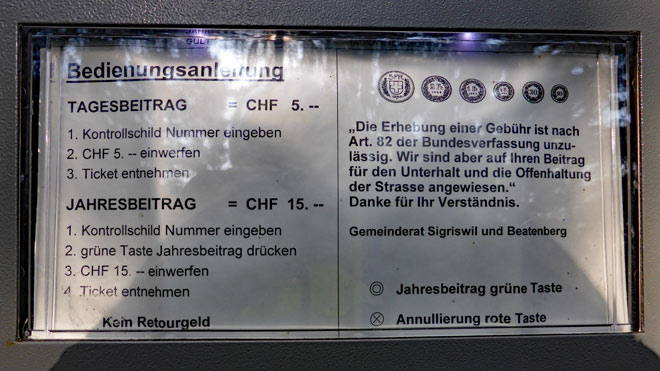 Bedienungsanleitung
TAGESBEITRAG = CHF 5. --
1. Kontrollschild Nummer eingeben
2. CHF 5. -- einwerfen
3. Ticket entnehmen
JAHRESBEITRAG = CHF 15. --
1. Kontrollschild Nummer eingeben
2. grüne Taste Jahresbeitrag drücken
3. CHF 15. -- einwerfen
4. Ticket entnehmen
Kein Retourgeld
„Die Erhebung einer Gebühr ist nach
Art. 82 der Bundesverfassung unzu-
lässig. Wir sind aber auf Ihren Beitrag
für den Unterhalt und die Offenhaltung
der Strasse angewiesen.“
Danke für Ihr Verständnis.
Gemeinderat Sigriswil und Beatenberg
Jahresbeitrag grüne Taste
Annullierung rote Taste